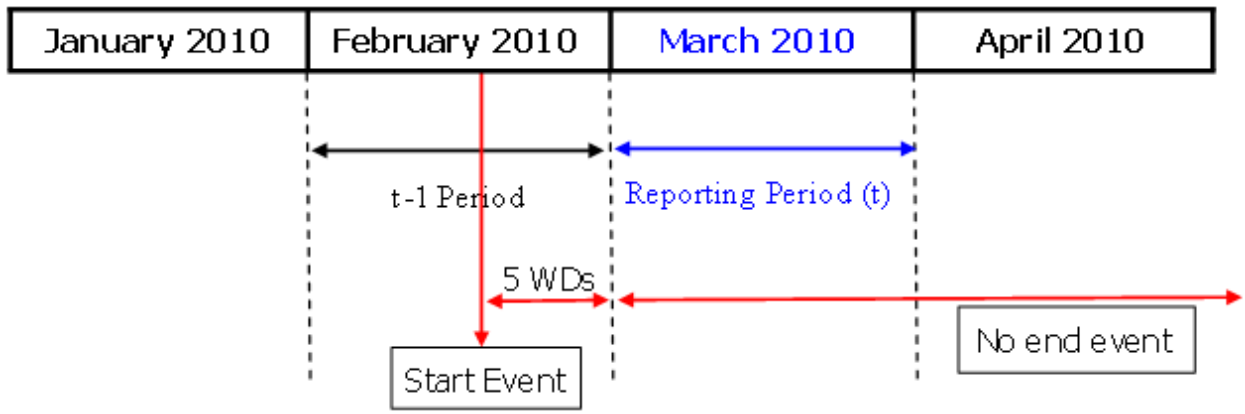 January 2010
February 2010
March 2010
April 2010
t-1 Period
Reporting Period (t)
5 WDs
No end event
Start Event